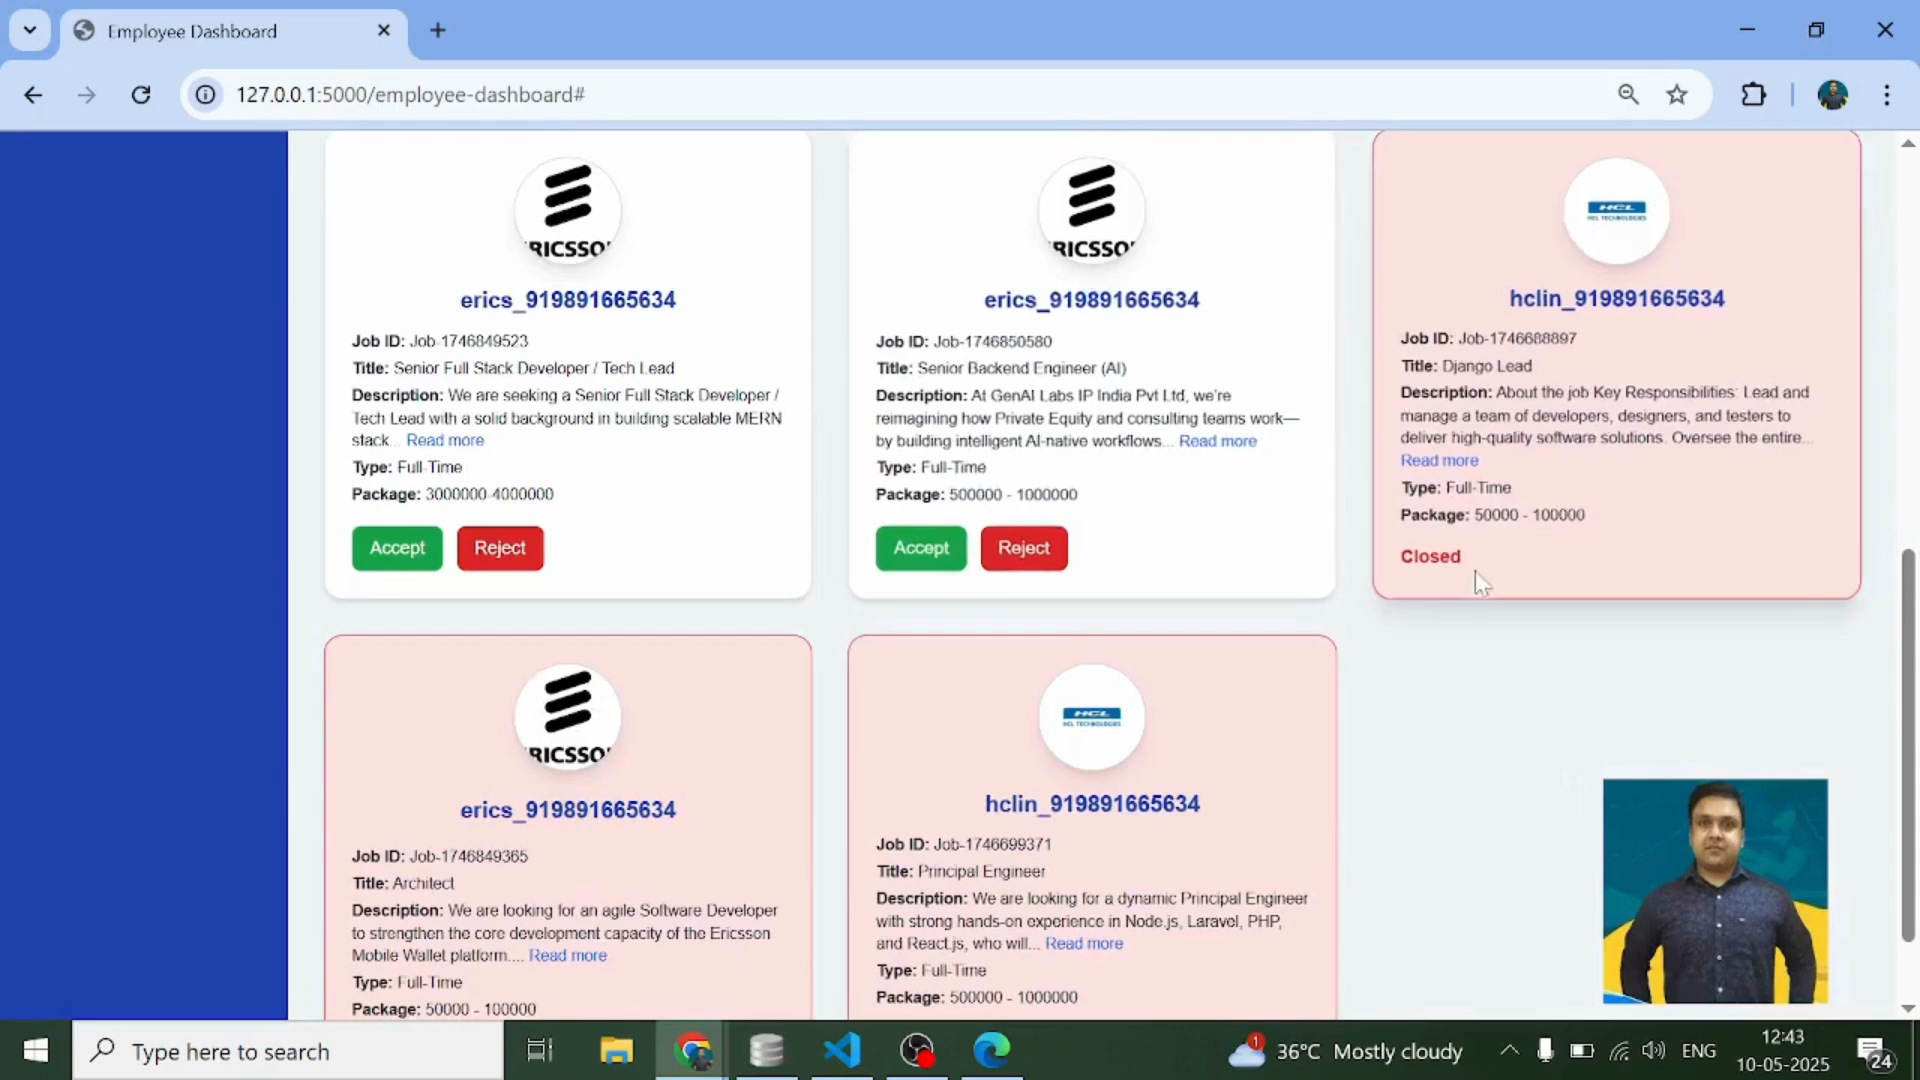 Employee Dashboard
127.0.0.1:5000/employee-dashboard#
ERICSSON
erics_919891665634
Job ID: Job-1746849523
Title: Senior Full Stack Developer / Tech Lead
Description: We are seeking a Senior Full Stack Developer /
Tech Lead with a solid background in building scalable MERN
stack... Read more
Type: Full-Time
Package: 3000000-4000000
Accept
Reject
ERICSSON
erics_919891665634
Job ID: Job-1746850580
Title: Senior Backend Engineer (AI)
Description: At GenAI Labs IP India Pvt Ltd, we're
reimagining how Private Equity and consulting teams work—
by building intelligent AI-native workflows... Read more
Type: Full-Time
Package: 500000 - 1000000
Accept
Reject
HCL
HCL TECHNOLOGIES
hclin_919891665634
Job ID: Job-1746688897
Title: Django Lead
Description: About the job Key Responsibilities: Lead and
manage a team of developers, designers, and testers to
deliver high-quality software solutions. Oversee the entire...
Read more
Type: Full-Time
Package: 50000 - 100000
Closed
ERICSSON
erics_919891665634
Job ID: Job-1746849365
Title: Architect
Description: We are looking for an agile Software Developer
to strengthen the core development capacity of the Ericsson
Mobile Wallet platform.... Read more
Type: Full-Time
Package: 50000 - 100000
HCL
HCL TECHNOLOGIES
hclin_919891665634
Job ID: Job-1746699371
Title: Principal Engineer
Description: We are looking for a dynamic Principal Engineer
with strong hands-on experience in Node.js, Laravel, PHP,
and React.js, who will... Read more
Type: Full-Time
Package: 500000 - 1000000
Type here to search
1
36°C Mostly cloudy
ENG
12:43
10-05-2025
24